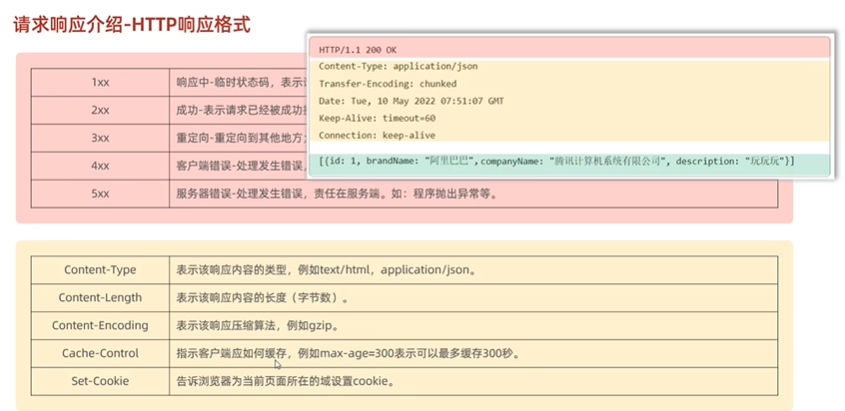 请求响应介绍-HTTP响应格式
HTTP/1.1 200 OK
Content-Type: application/json
Transfer-Encoding: chunked
Date: Tue, 10 May 2022 07:51:07 GMT
Keep-Alive: timeout=60
Connection: keep-alive
[{id: 1, brandName: "阿里巴巴",companyName: "腾讯计算机系统有限公司", description: "玩玩玩"}]
1xx 响应中-临时状态码，表示
2xx 成功-表示请求已经被成功
3xx 重定向-重定向到其他地方；
4xx 客户端错误-处理发生错误，
5xx 服务器错误-处理发生错误，责任在服务端。如：程序抛出异常等。
Content-Type 表示该响应内容的类型，例如text/html，application/json。
Content-Length 表示该响应内容的长度（字节数）。
Content-Encoding 表示该响应压缩算法，例如gzip。
Cache-Control 指示客户端应如何缓存，例如max-age=300表示可以最多缓存300秒。
Set-Cookie 告诉浏览器为当前页面所在的域设置cookie。